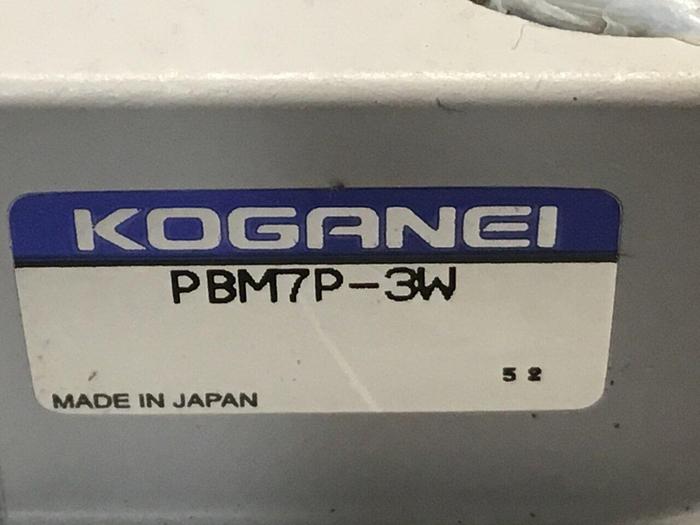 KOGANEI
PBM7P-3W
52
MADE IN JAPAN